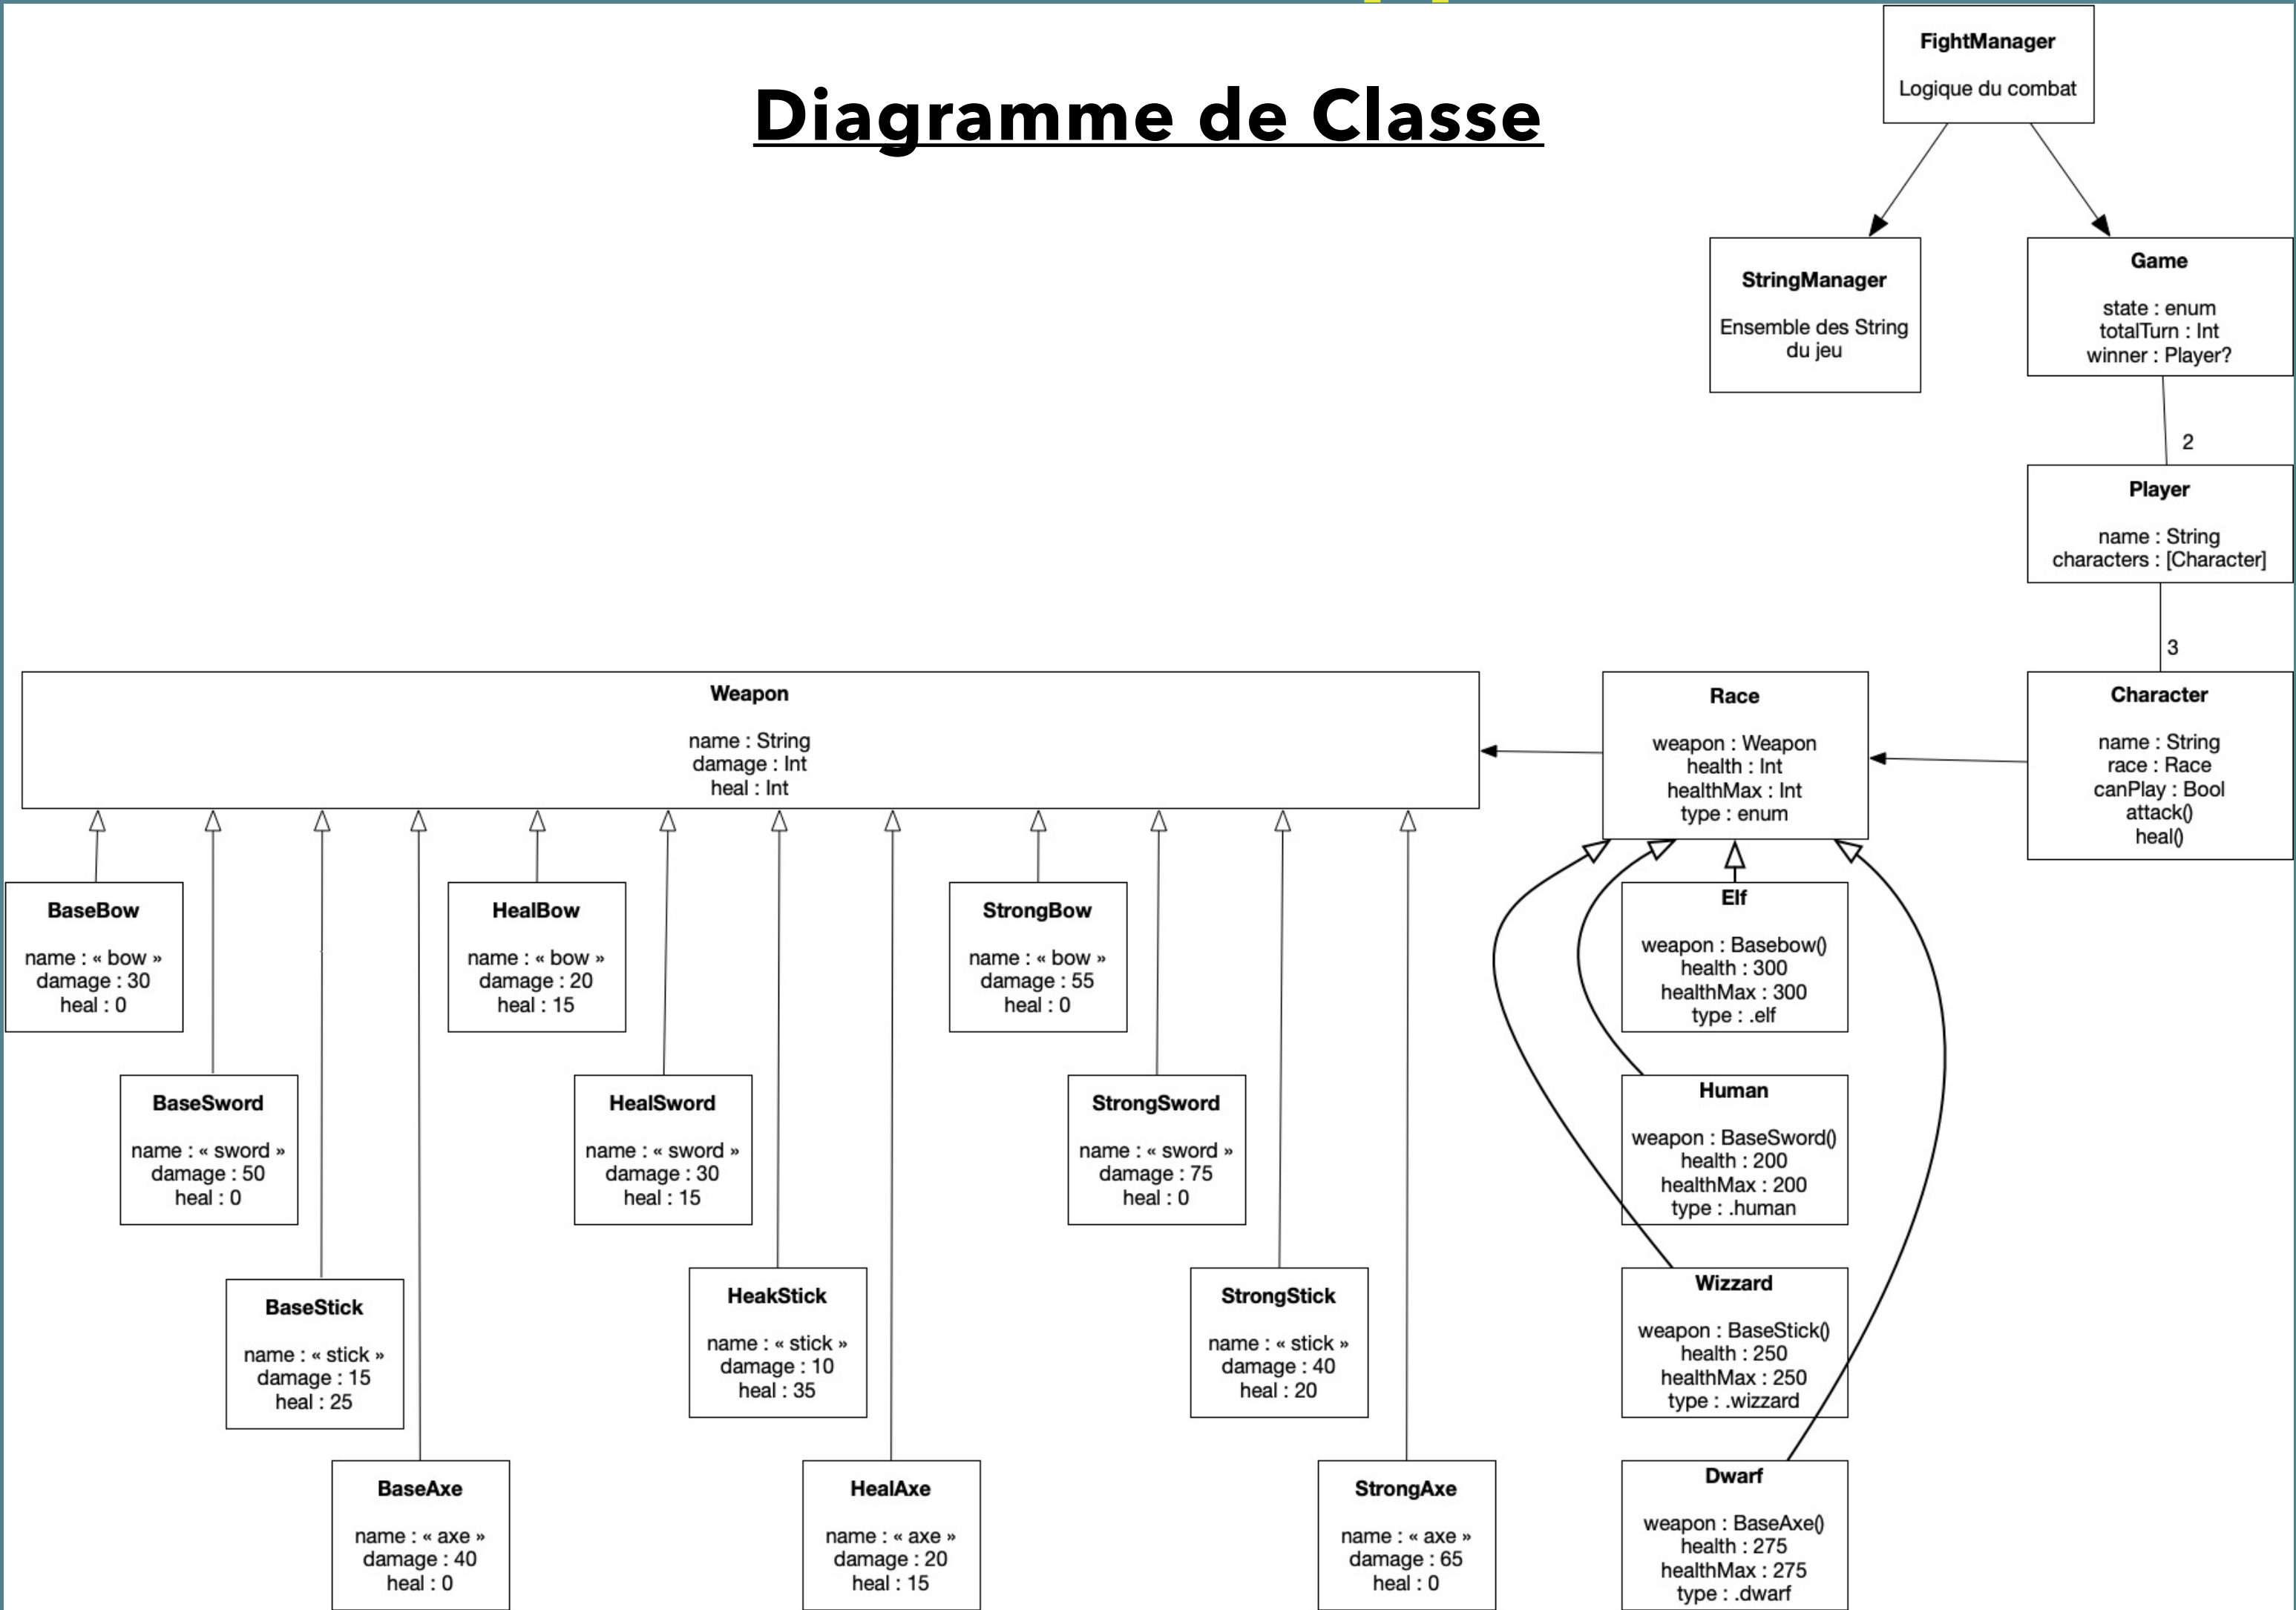 Diagramme de Classe
FightManager
Logique du combat
StringManager
Ensemble des String
du jeu
Game
state : enum
totalTurn : Int
winner : Player?
2
Player
name : String
characters : [Character]
3
Weapon
name : String
damage : Int
heal : Int
Race
weapon : Weapon
health : Int
healthMax : Int
type : enum
Character
name : String
race : Race
canPlay : Bool
attack()
heal()
BaseBow
name : « bow »
damage : 30
heal : 0
HealBow
name : « bow »
damage : 20
heal : 15
StrongBow
name : « bow »
damage : 55
heal : 0
Elf
weapon : Basebow()
health : 300
healthMax : 300
type : .elf
BaseSword
name : « sword »
damage : 50
heal : 0
HealSword
name : « sword »
damage : 30
heal : 15
StrongSword
name : « sword »
damage : 75
heal : 0
Human
weapon : BaseSword()
health : 200
healthMax : 200
type : .human
BaseStick
name : « stick »
damage : 15
heal : 25
HeakStick
name : « stick »
damage : 10
heal : 35
StrongStick
name : « stick »
damage : 40
heal : 20
Wizzard
weapon : BaseStick()
health : 250
healthMax : 250
type : .wizzard
BaseAxe
name : « axe »
damage : 40
heal : 0
HealAxe
name : « axe »
damage : 20
heal : 15
StrongAxe
name : « axe »
damage : 65
heal : 0
Dwarf
weapon : BaseAxe()
health : 275
healthMax : 275
type : .dwarf